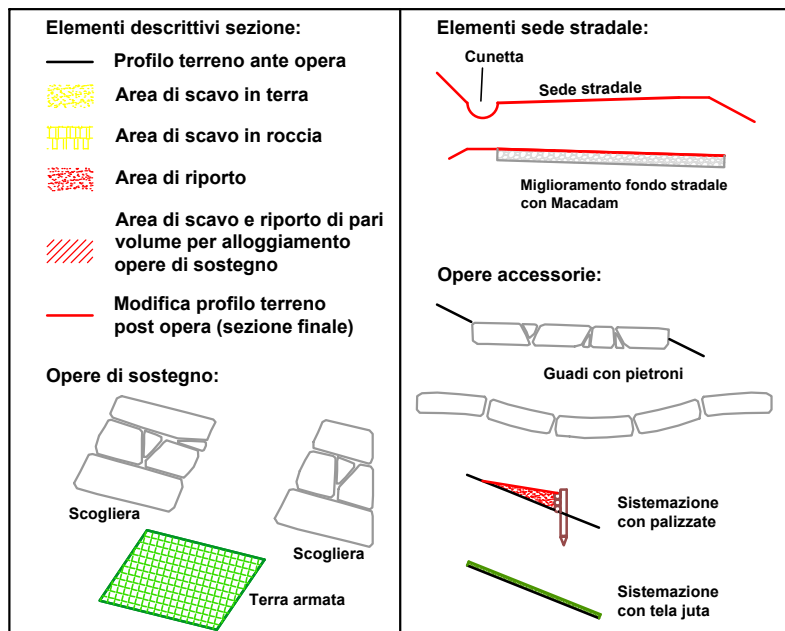 Elementi descrittivi sezione:
Profilo terreno ante opera
Area di scavo in terra
Area di scavo in roccia
Area di riporto
Area di scavo e riporto di pari
volume per alloggiamento
opere di sostegno
Modifica profilo terreno
post opera (sezione finale)
Opere di sostegno:
Scogliera
Scogliera
Terra armata
Elementi sede stradale:
Cunetta
Sede stradale
Miglioramento fondo stradale
con Macadam
Opere accessorie:
Guadi con pietroni
Sistemazione
con palizzate
Sistemazione
con tela juta